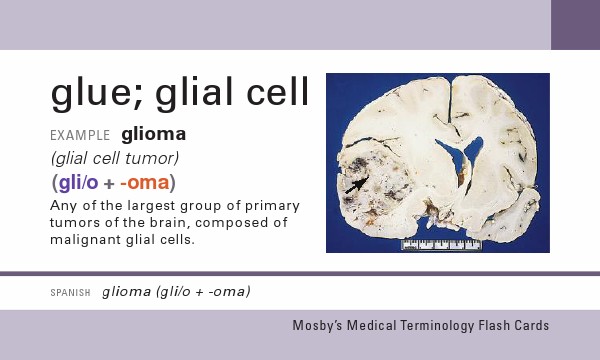 glue; glial cell
EXAMPLE glioma
(glial cell tumor)
(gli/o + -oma)
Any of the largest group of primary
tumors of the brain, composed of
malignant glial cells.
SPANISH glioma (gli/o + -oma)
Mosby's Medical Terminology Flash Cards